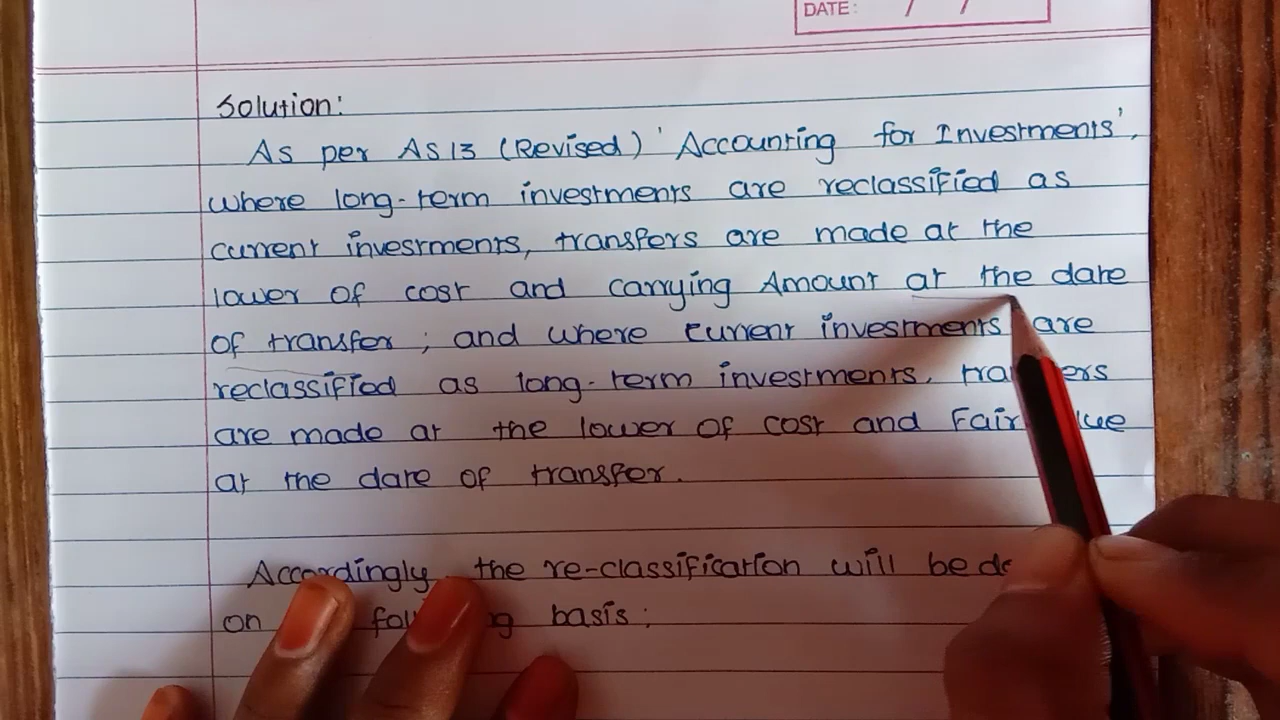 DATE: / /
Solution:
As per AS 13 (Revised) 'Accounting for Investments',
where long-term investments are reclassified as
current investments, transfers are made at the
lower of cost and carrying Amount at the date
of transfer; and where current investments are
reclassified as long-term investments,
are made at the lower of cost and Fair
at the date of transfer.
Accordingly the re-classification will be
on basis: